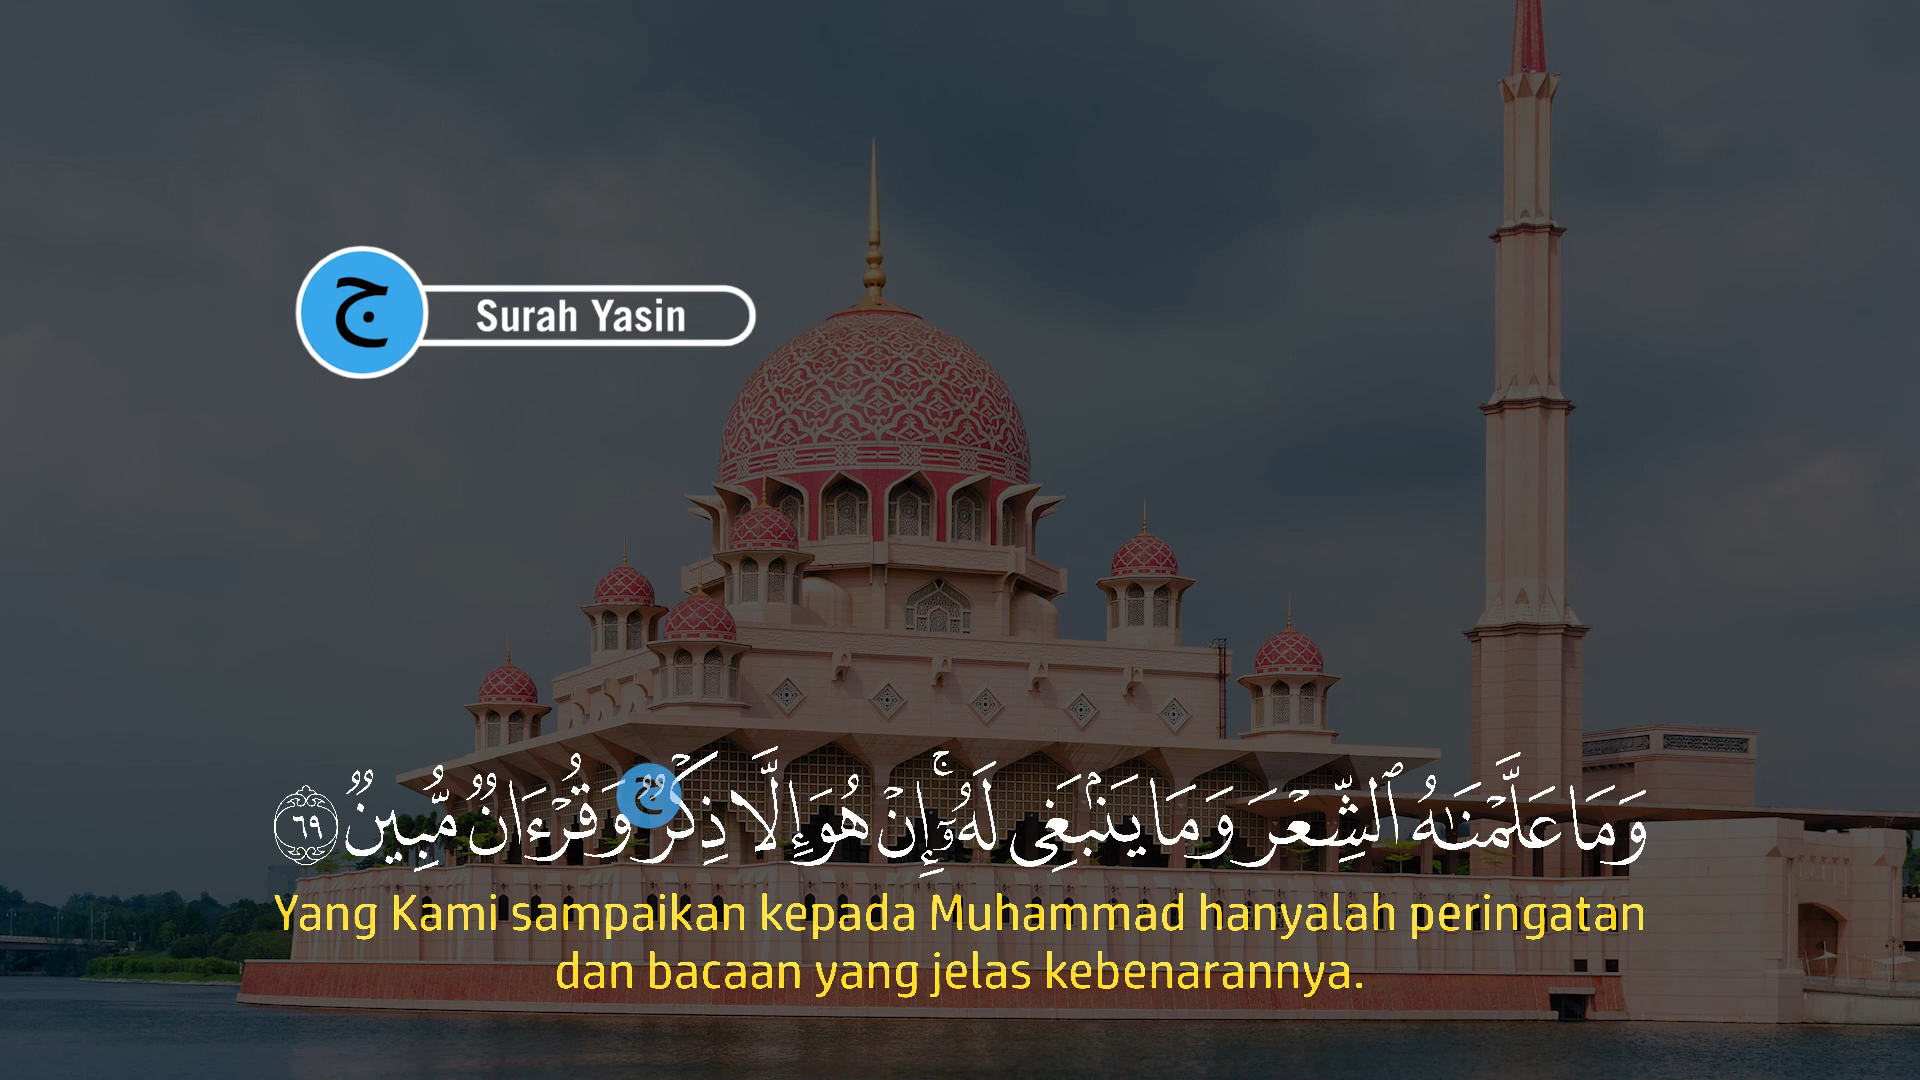 ج
Surah Yasin
وَمَا عَلَّمْنَـٰهُ ٱلشِّعْرَ وَمَا يَنۢبَغِى لَهُۥٓ ۚ إِنْ هُوَ إِلَّا ذِكْرٌ وَقُرْءَانٌ مُّبِينٌ ٦٩
ج
Yang Kami sampaikan kepada Muhammad hanyalah peringatan
dan bacaan yang jelas kebenarannya.